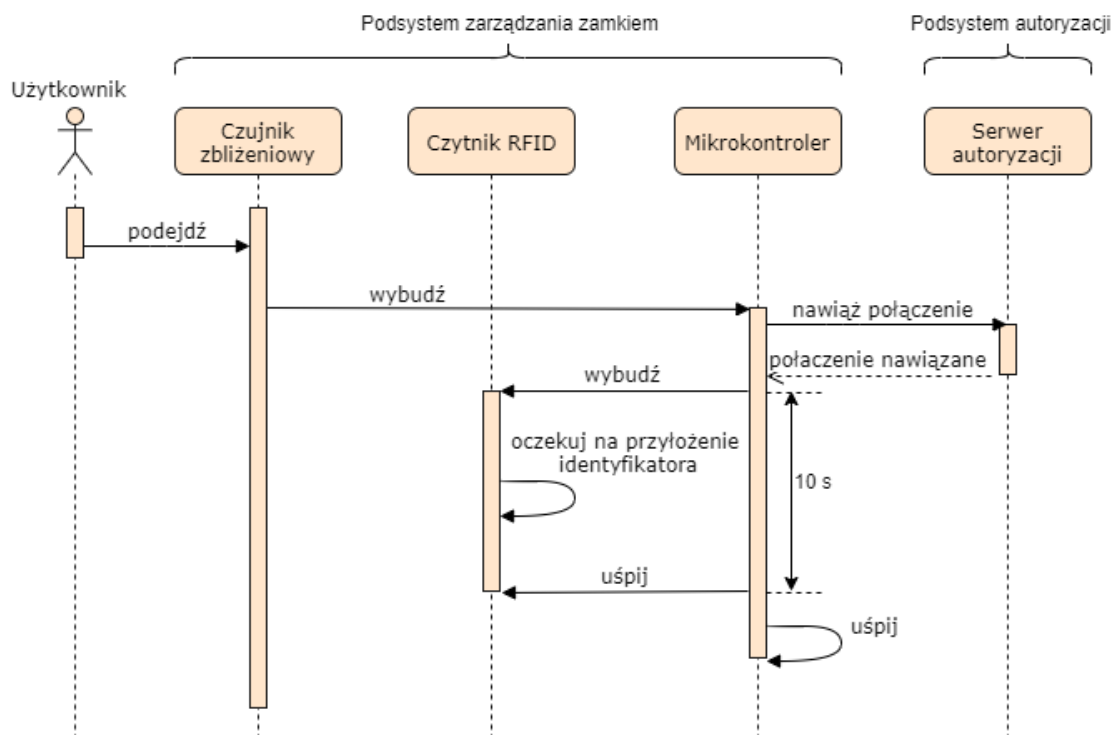 Podsystem zarządzania zamkiem
Podsystem autoryzacji
Użytkownik
Czujnik
zbliżeniowy
Czytnik RFID
Mikrokontroler
Serwer
autoryzacji
podejdź
wybudź
nawiąż połączenie
połaczenie nawiązane
wybudź
oczekuj na przyłożenie
identyfikatora
10 s
uśpij
uśpij